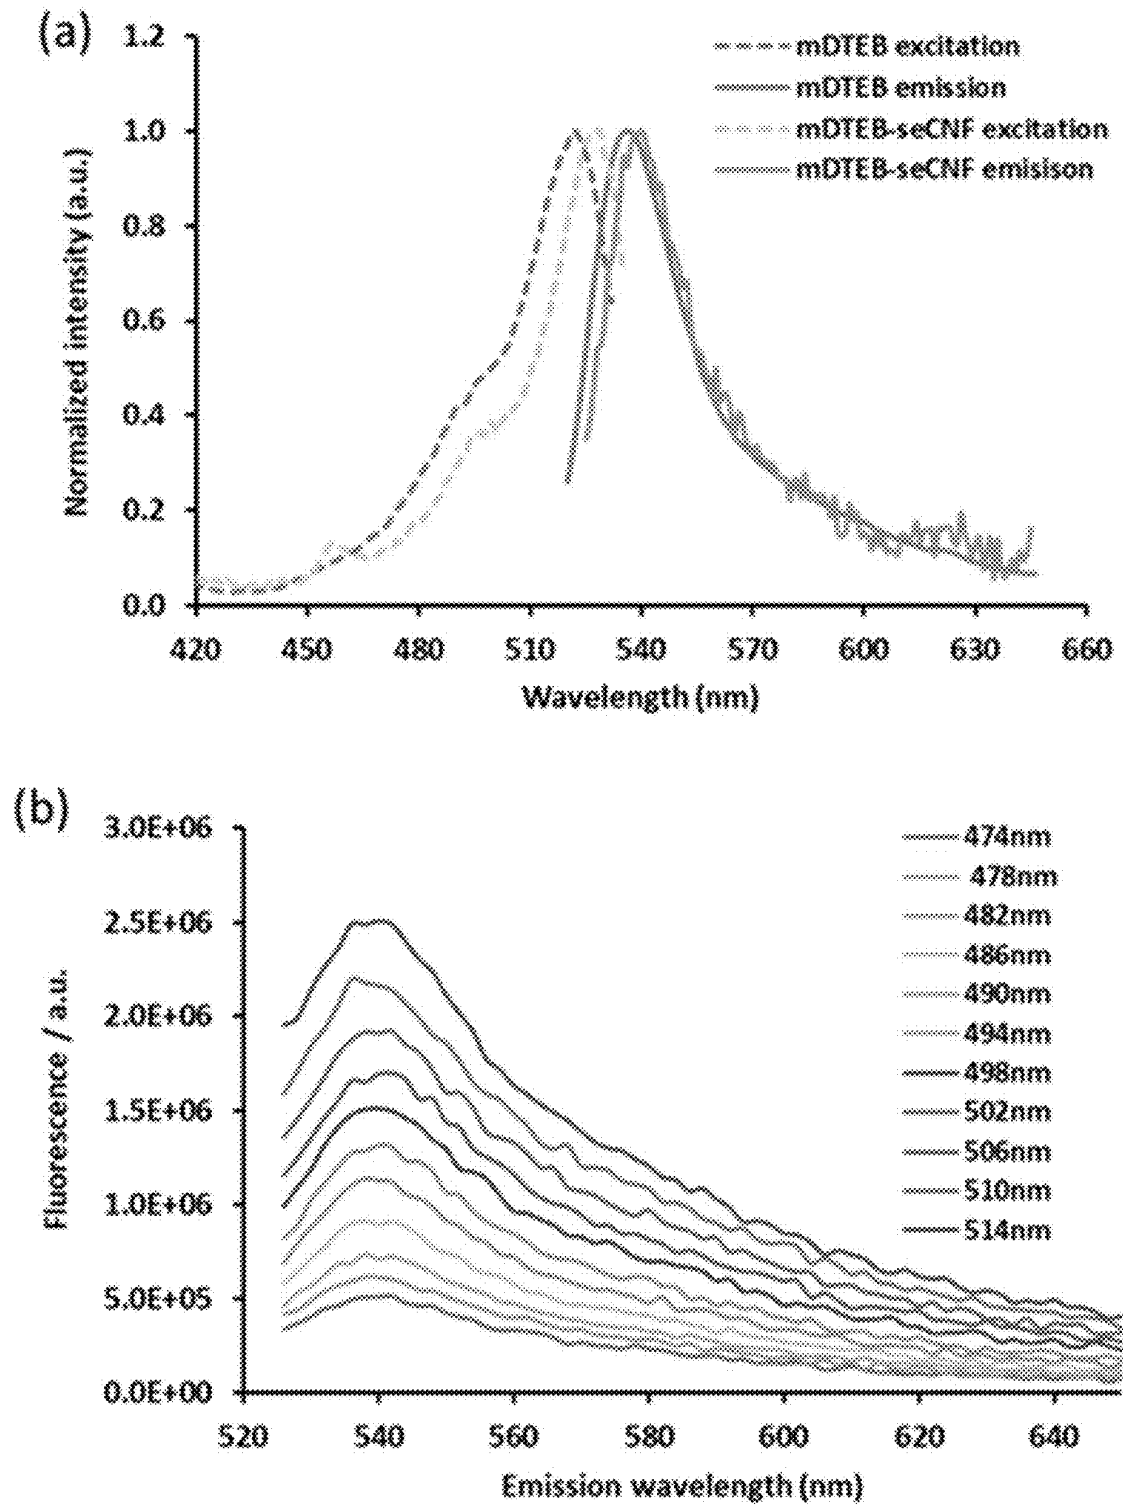 (a)
1.2
1.0
0.8
0.6
0.4
0.2
0.0
Normalized intensity (a.u.)
mDTEB excitation
mDTEB emission
mDTEB-seCNF excitation
mDTEB-seCNF emisison
420 450 480 510 540 570 600 630 660
Wavelength (nm)
(b)
3.0E+06
2.5E+06
2.0E+06
1.5E+06
1.0E+06
5.0E+05
0.0E+00
Fluorescence / a.u.
474nm
478nm
482nm
486nm
490nm
494nm
498nm
502nm
506nm
510nm
514nm
520 540 560 580 600 620 640
Emission wavelength (nm)